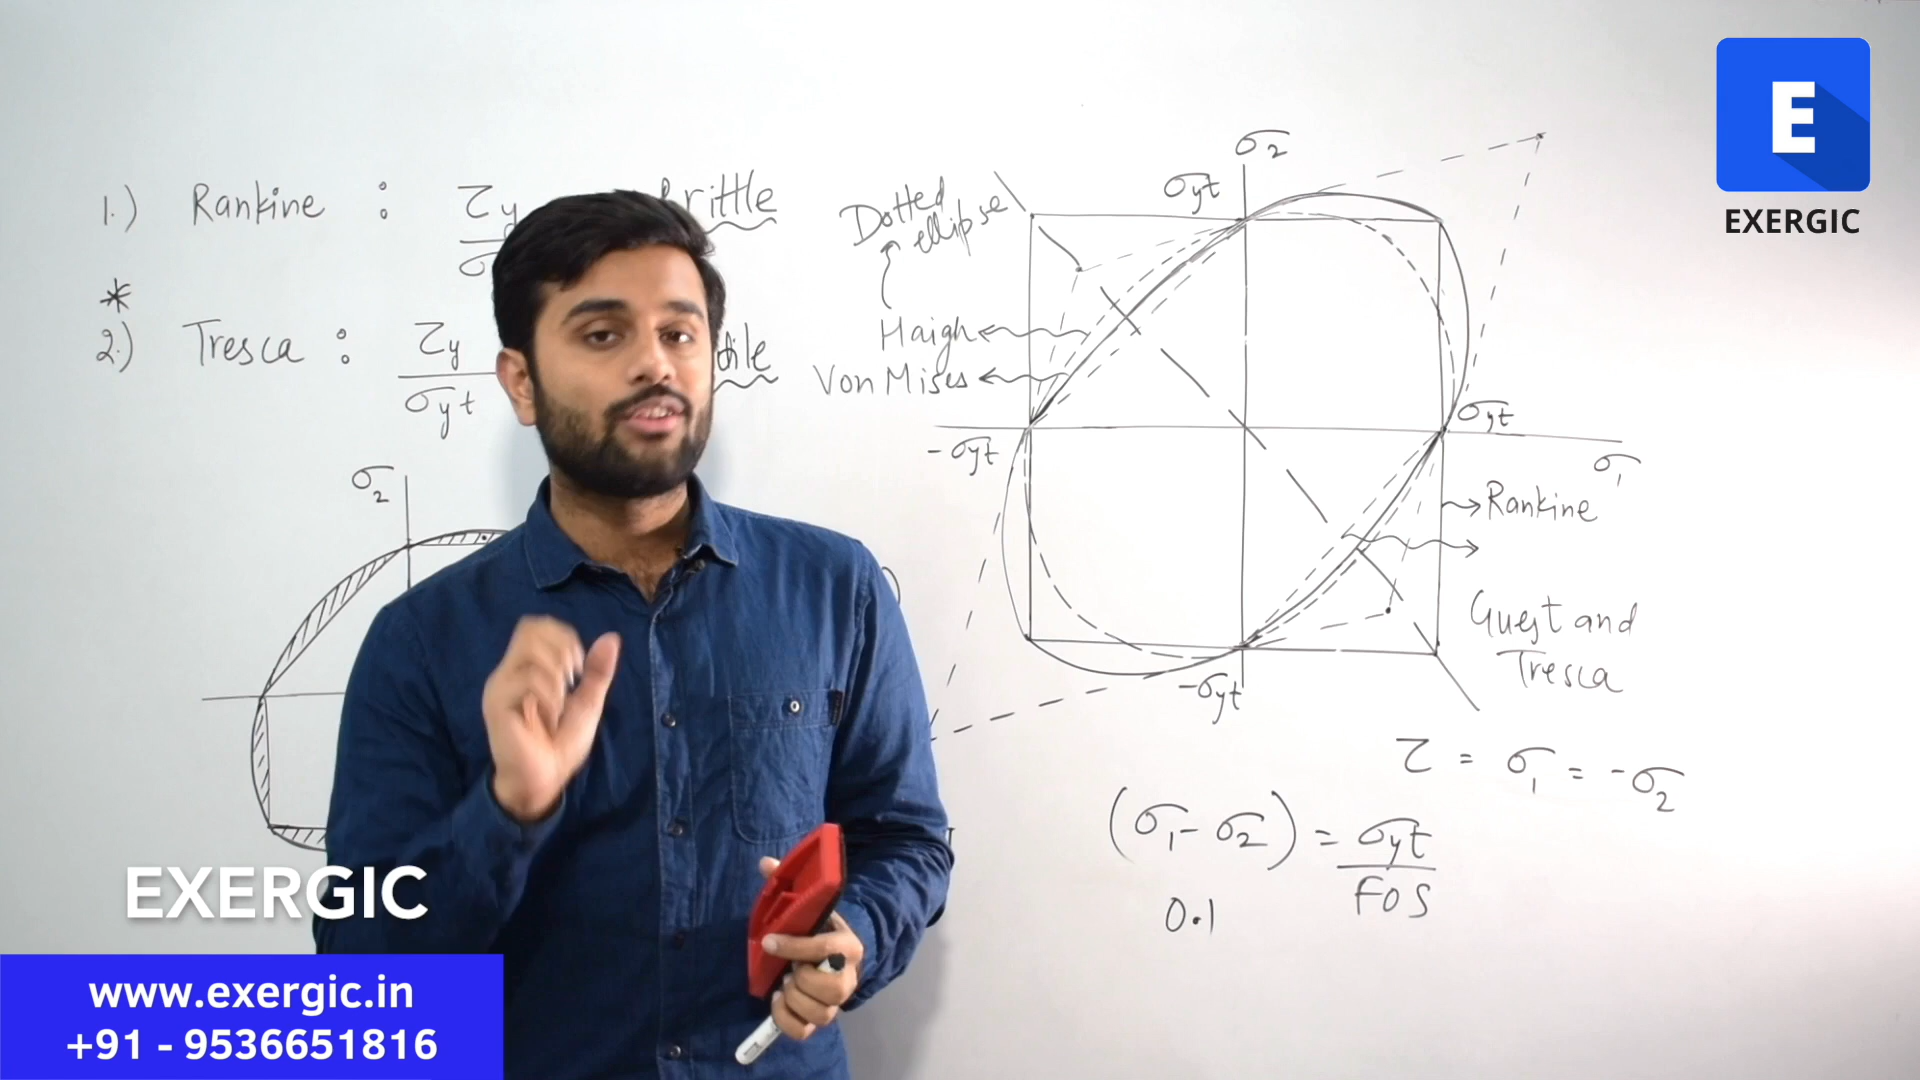 1.) Rankine : τy brittle
σ
*
2.) Tresca : τy
σyt
σ2
σ2
σyt
Dotted
ellipse
Haigh
Von Mises
- σyt
σyt
σ1
Rankine
Guest and
Tresca
-σyt
τ = σ1 = -σ2
(σ1 - σ2) = σyt
FOS
0.1
E
EXERGIC
EXERGIC
www.exergic.in
+91 - 9536651816